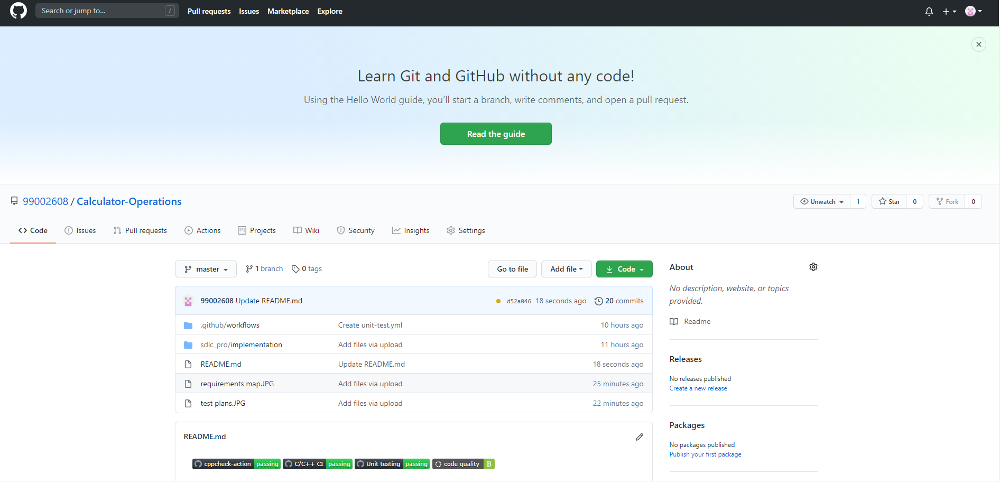 Search or jump to... /
Pull requests Issues Marketplace Explore
Learn Git and GitHub without any code!
Using the Hello World guide, you’ll start a branch, write comments, and open a pull request.
Read the guide
99002608 / Calculator-Operations
Unwatch 1 Star 0 Fork 0
Code Issues Pull requests Actions Projects Wiki Security Insights Settings
master 1 branch 0 tags Go to file Add file Code
99002608 Update README.md d52a046 18 seconds ago 20 commits
.github/workflows Create unit-test.yml 10 hours ago
sdlc_pro/implementation Add files via upload 11 hours ago
README.md Update README.md 18 seconds ago
requirements map.JPG Add files via upload 25 minutes ago
test plans.JPG Add files via upload 22 minutes ago
README.md
cppcheck-action passing C/C++ CI passing Unit testing passing code quality B
About
No description, website, or topics
provided.
Readme
Releases
No releases published
Create a new release
Packages
No packages published
Publish your first package